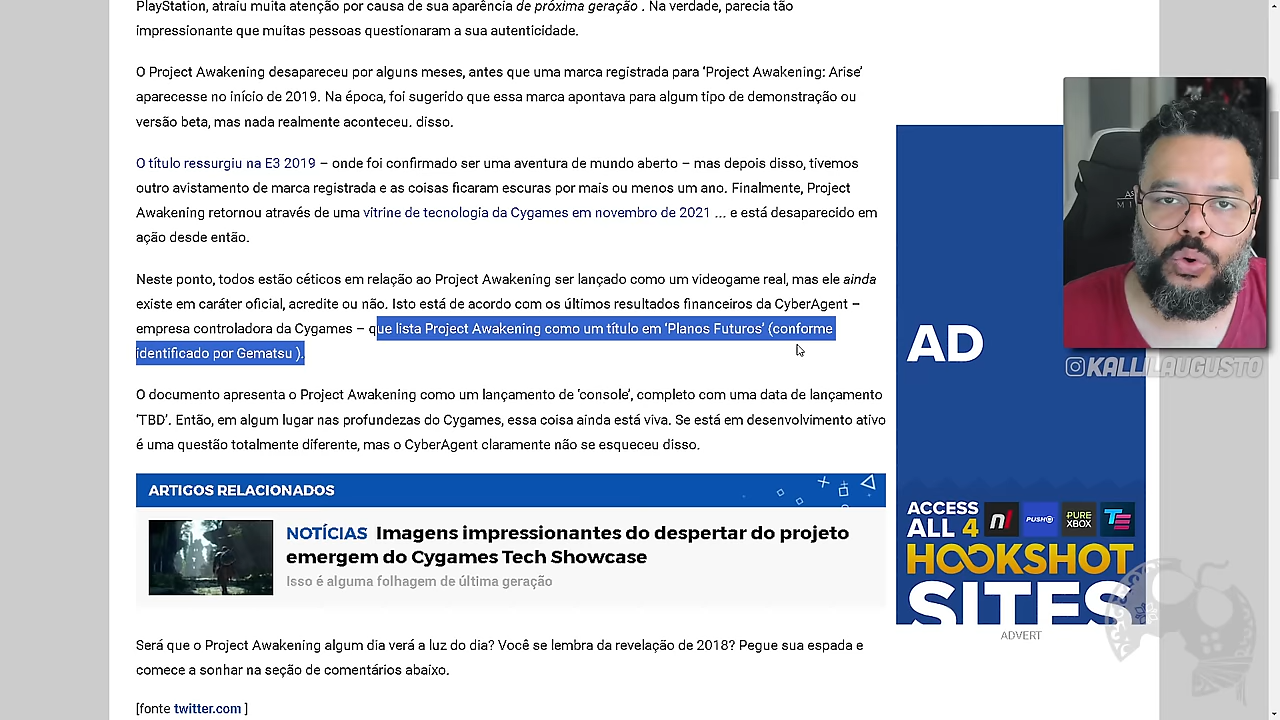 PlayStation, atraiu muita atenção por causa de sua aparência de próxima geração . Na verdade, parecia tão
impressionante que muitas pessoas questionaram a sua autenticidade.
O Project Awakening desapareceu por alguns meses, antes que uma marca registrada para ‘Project Awakening: Arise’
aparecesse no início de 2019. Na época, foi sugerido que essa marca apontava para algum tipo de demonstração ou
versão beta, mas nada realmente aconteceu. disso.
O título ressurgiu na E3 2019 – onde foi confirmado ser uma aventura de mundo aberto – mas depois disso, tivemos
outro avistamento de marca registrada e as coisas ficaram escuras por mais ou menos um ano. Finalmente, Project
Awakening retornou através de uma vitrine de tecnologia da Cygames em novembro de 2021 ... e está desaparecido em
ação desde então.
Neste ponto, todos estão céticos em relação ao Project Awakening ser lançado como um videogame real, mas ele ainda
existe em caráter oficial, acredite ou não. Isto está de acordo com os últimos resultados financeiros da CyberAgent –
empresa controladora da Cygames – que lista Project Awakening como um título em ‘Planos Futuros’ (conforme
identificado por Gematsu ).
O documento apresenta o Project Awakening como um lançamento de ‘console’, completo com uma data de lançamento
‘TBD’. Então, em algum lugar nas profundezas do Cygames, essa coisa ainda está viva. Se está em desenvolvimento ativo
é uma questão totalmente diferente, mas o CyberAgent claramente não se esqueceu disso.
ARTIGOS RELACIONADOS
NOTÍCIAS Imagens impressionantes do despertar do projeto
emergem do Cygames Tech Showcase
Isso é alguma folhagem de última geração
Será que o Project Awakening algum dia verá a luz do dia? Você se lembra da revelação de 2018? Pegue sua espada e
comece a sonhar na seção de comentários abaixo.
[fonte twitter.com ]
KALLILAUGUSTO
AD
ACCESS
ALL 4
n
PUSH
PURE
XBOX
TE
HOOKSHOT
SITES
ADVERT